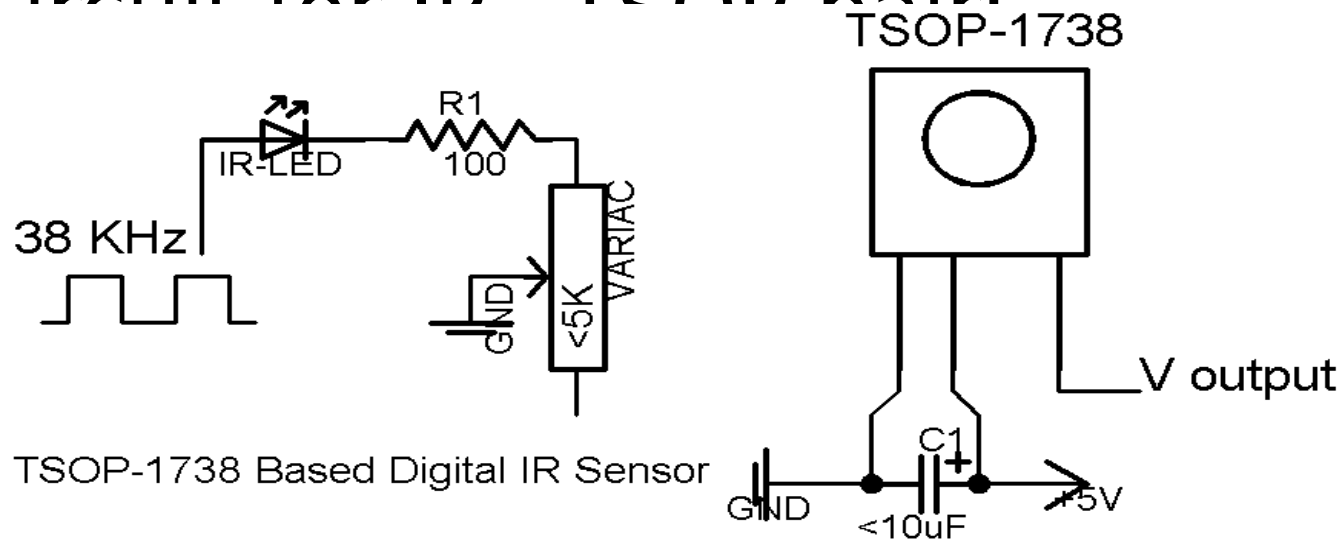 TSOP-1738
R1
IR-LED
100
VARIAC
38 KHz
GND
<5K
V output
C1
+
TSOP-1738 Based Digital IR Sensor
GND
+5V
<10uF